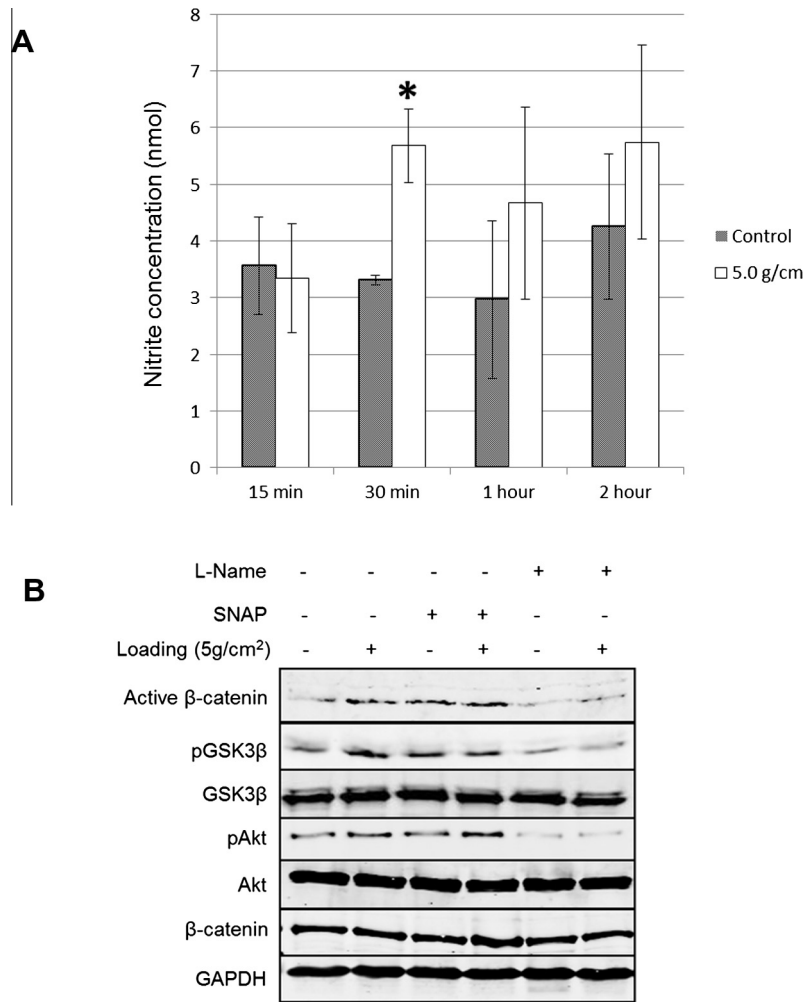 A
8
7
6
5
4
3
2
1
0
Nitrite concentration (nmol)
*
15 min 30 min 1 hour 2 hour
Control
5.0 g/cm
B
L-Name - - - - + +
SNAP - - + + - -
Loading (5g/cm²) - + - + - +
Active β-catenin
pGSK3β
GSK3β
pAkt
Akt
β-catenin
GAPDH